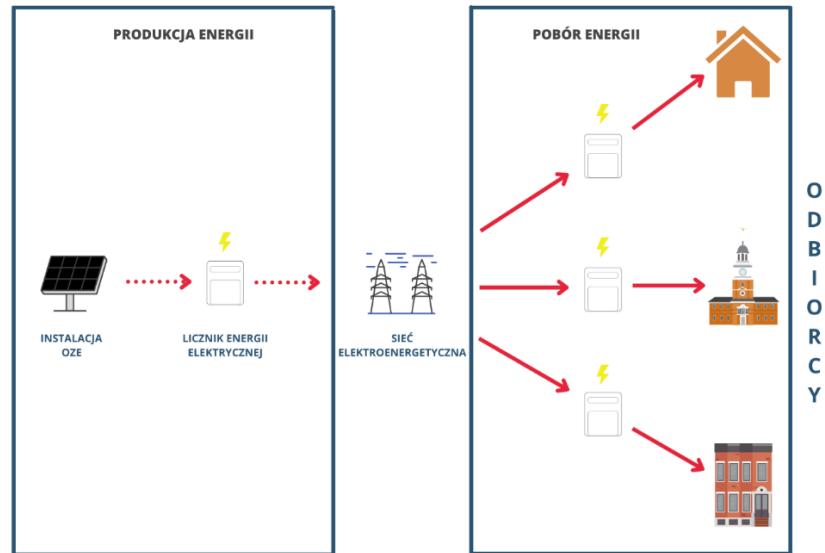 PRODUKCJA ENERGII
POBÓR ENERGII
INSTALACJA
OZE
LICZNIK ENERGII
ELEKTRYCZNEJ
SIEĆ
ELEKTROENERGETYCZNA
O
D
B
I
O
R
C
Y